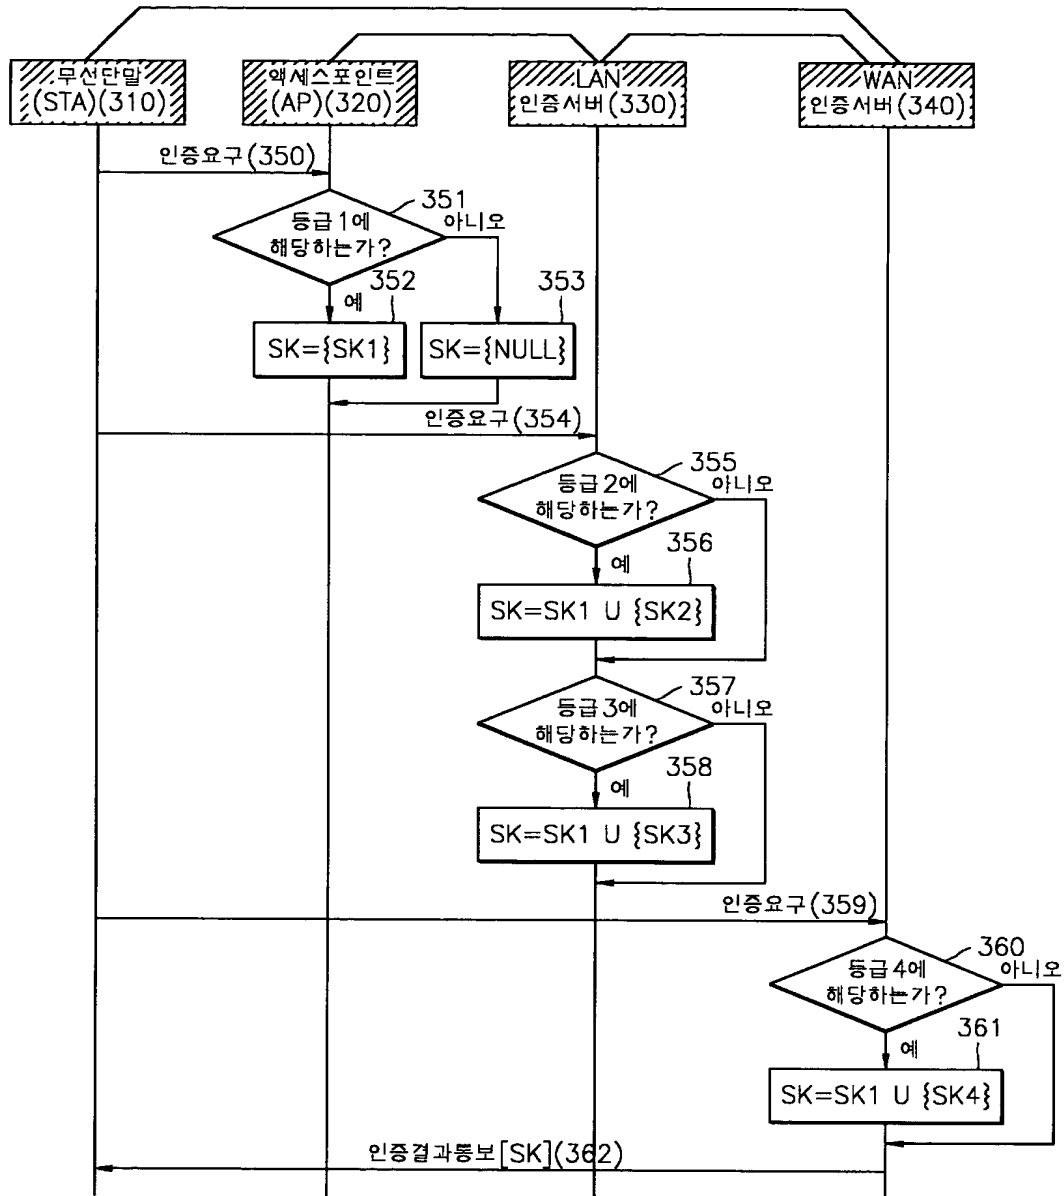 무선단말
(STA)(310)
액세스포인트
(AP)(320)
LAN
인증서버(330)
WAN
인증서버(340)
인증요구(350)
351
등급1에
해당하는가?
아니오
예
352
353
SK={SK1}
SK={NULL}
인증요구(354)
355
등급2에
해당하는가?
아니오
예
356
SK=SK1 U {SK2}
357
등급3에
해당하는가?
아니오
예
358
SK=SK1 U {SK3}
인증요구(359)
360
등급4에
해당하는가?
아니오
예
361
SK=SK1 U {SK4}
인증결과통보[SK](362)